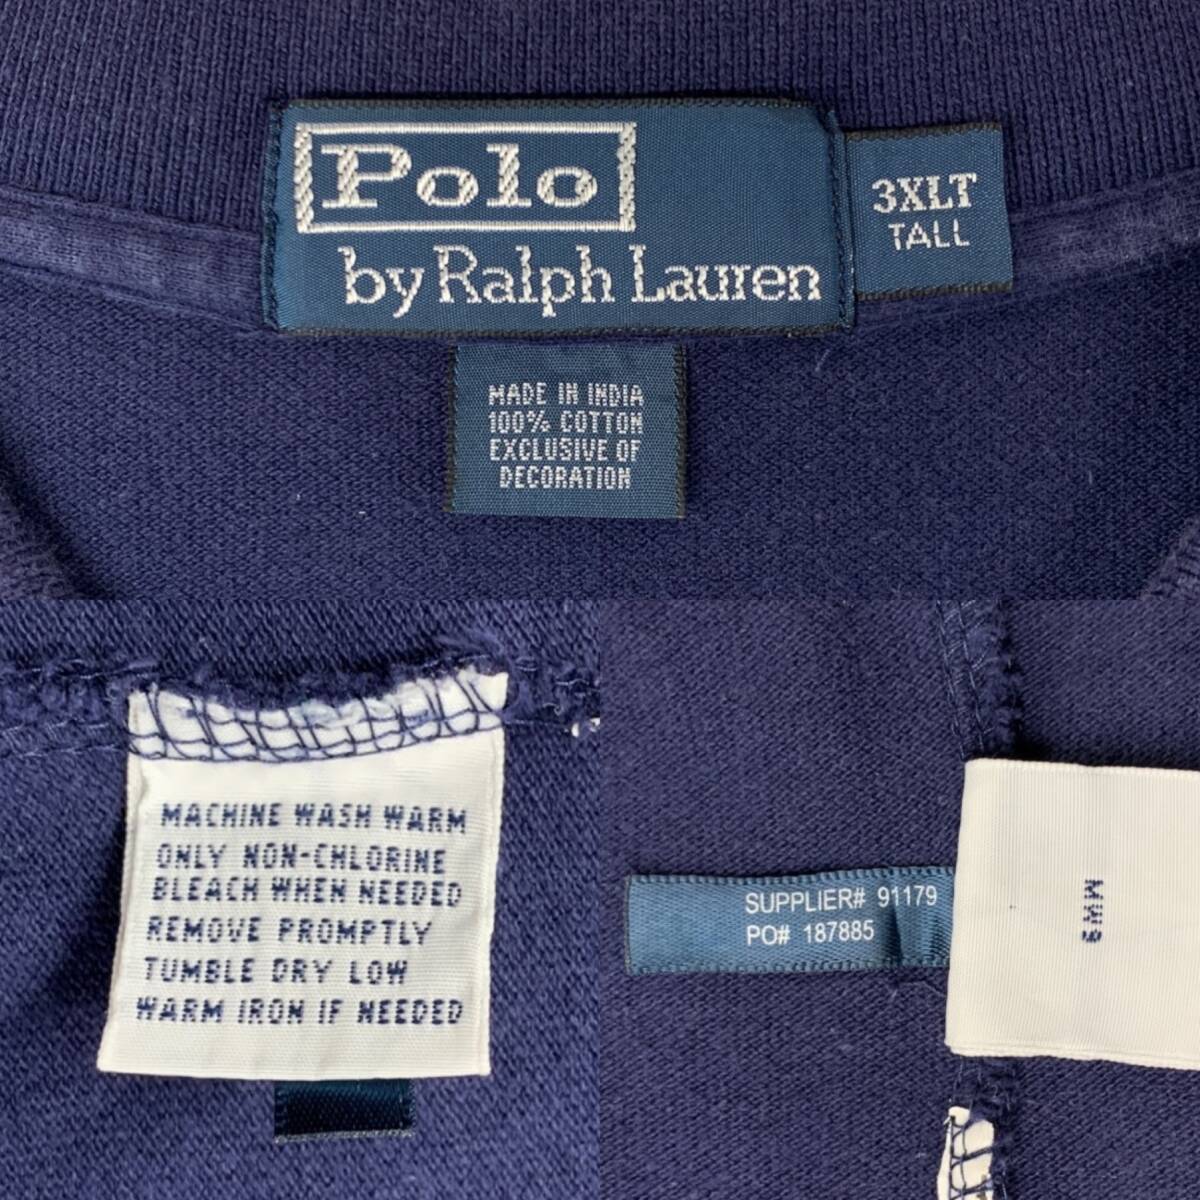 Polo
by Ralph Lauren
3XLT
TALL
MADE IN INDIA
100% COTTON
EXCLUSIVE OF
DECORATION
MACHINE WASH WARM
ONLY NON-CHLORINE
BLEACH WHEN NEEDED
REMOVE PROMPTLY
TUMBLE DRY LOW
WARM IRON IF NEEDED
SUPPLIER# 91179
PO# 187885
MW9